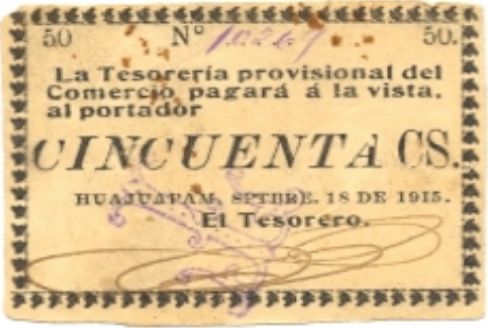 50 Nº 10267 50.
La Tesorería provisional del
Comercio pagará á la vista,
al portador
CINCUENTA CS.
HUAJUAPAM, SPTBRE. 18 DE 1915.
El Tesorero.